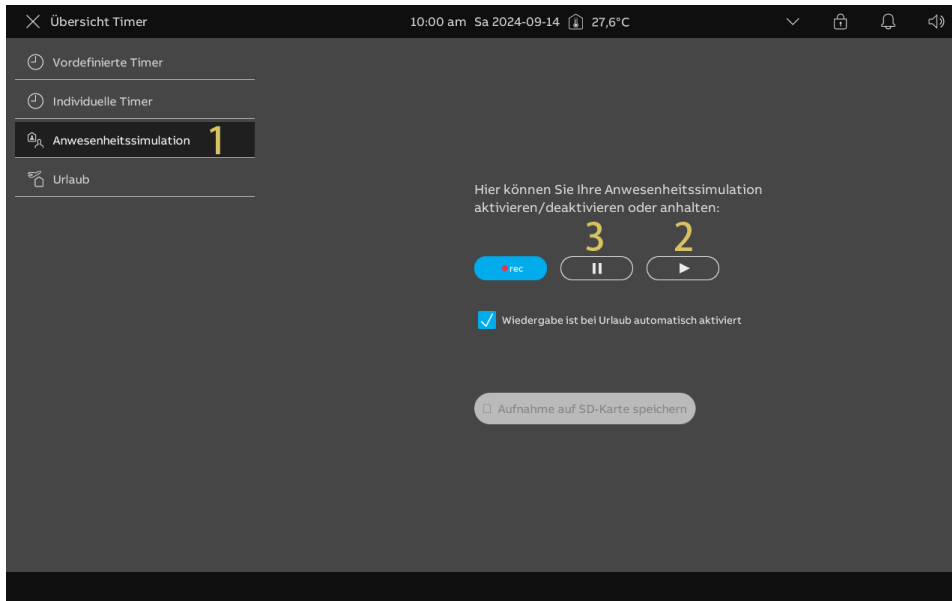 Übersicht Timer
10:00 am Sa 2024-09-14 27,6°C
Vordefinierte Timer
Individuelle Timer
Anwesenheitssimulation 1
Urlaub
Hier können Sie Ihre Anwesenheitssimulation
aktivieren/deaktivieren oder anhalten:
3 2
rec
Wiedergabe ist bei Urlaub automatisch aktiviert
Aufnahme auf SD-Karte speichern